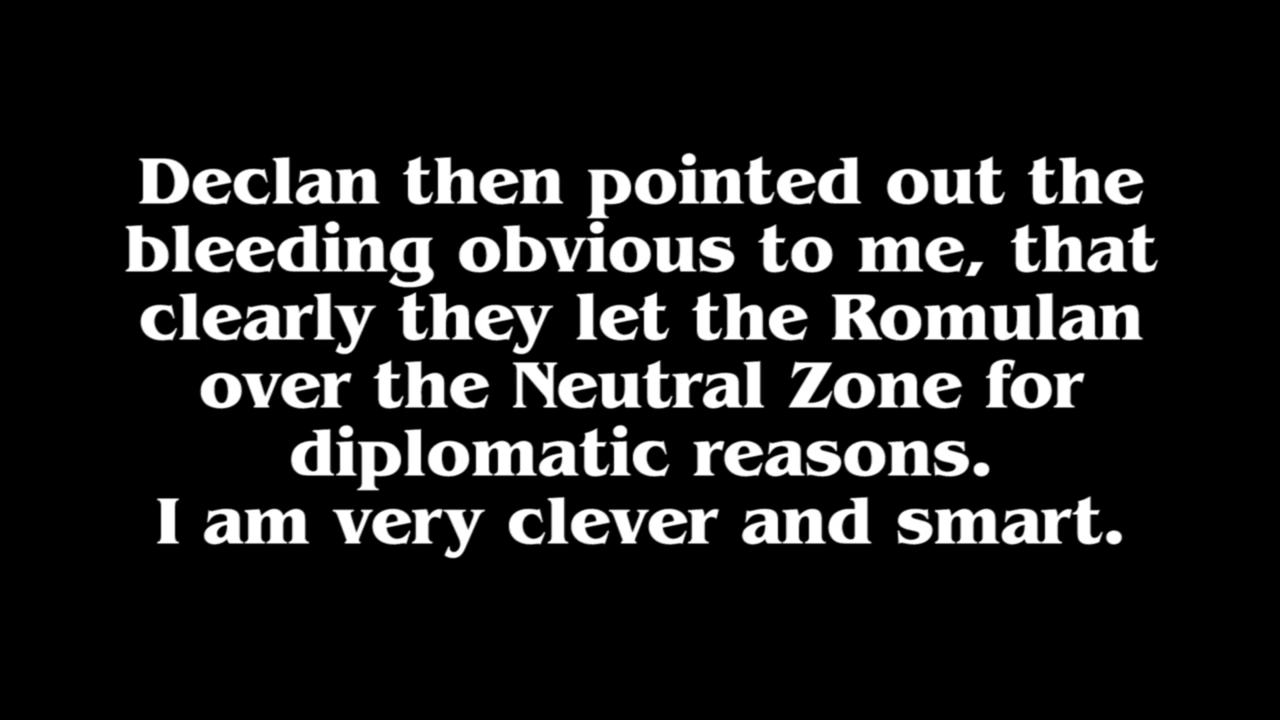 Declan then pointed out the
bleeding obvious to me, that
clearly they let the Romulan
over the Neutral Zone for
diplomatic reasons.
I am very clever and smart.